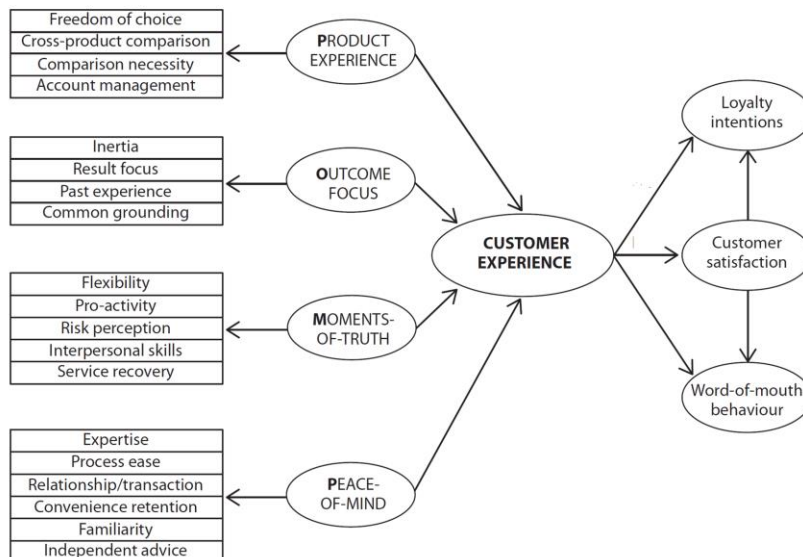 Freedom of choice
Cross-product comparison
Comparison necessity
Account management
PRODUCT
EXPERIENCE
Inertia
Result focus
Past experience
Common grounding
OUTCOME
FOCUS
Flexibility
Pro-activity
Risk perception
Interpersonal skills
Service recovery
MOMENTS-
OF-TRUTH
Expertise
Process ease
Relationship/transaction
Convenience retention
Familiarity
Independent advice
PEACE-
OF-MIND
CUSTOMER
EXPERIENCE
Loyalty
intentions
Customer
satisfaction
Word-of-mouth
behaviour